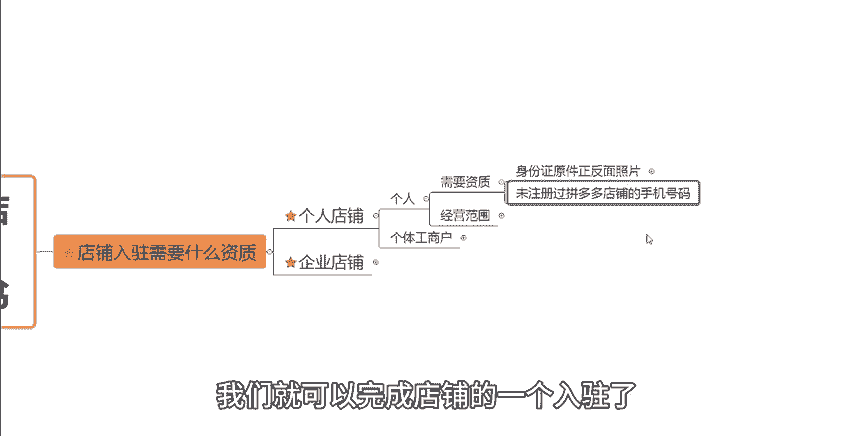 店铺入驻需要什么资质
个人店铺
企业店铺
个人
个体工商户
需要资质
经营范围
身份证原件正反面照片
未注册过拼多多店铺的手机号码
我们就可以完成店铺的一个入驻了